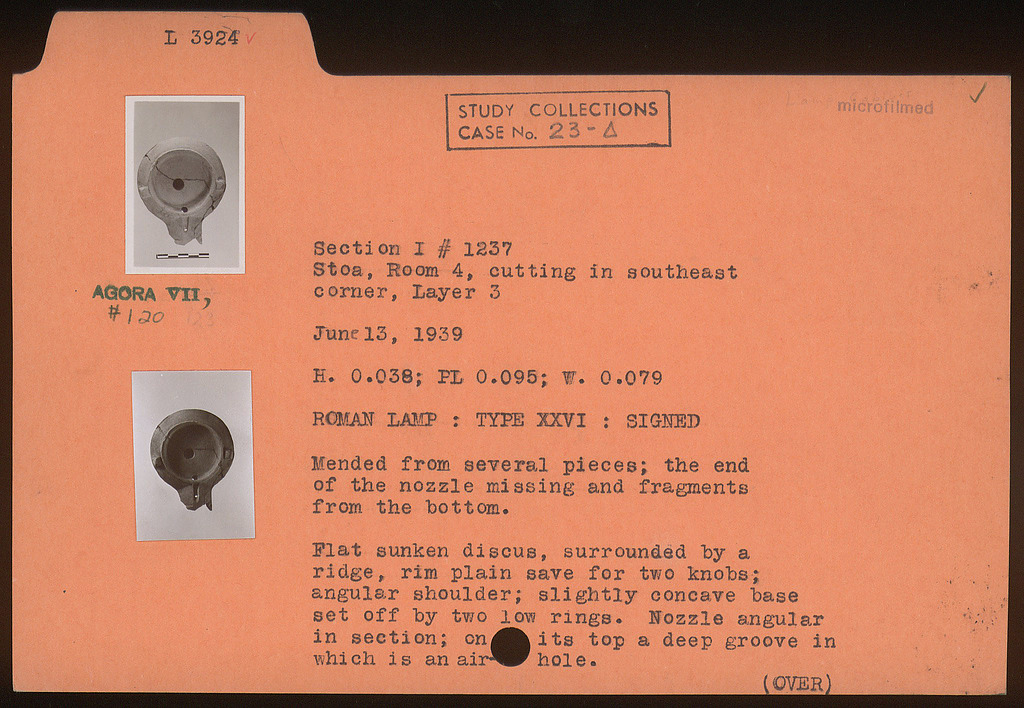 L 3924 ✓
STUDY COLLECTIONS
CASE No. 23-Δ
microfilmed ✓
AGORA VII,
#120
Section I # 1237
Stoa, Room 4, cutting in southeast
corner, Layer 3
June 13, 1939
H. 0.038; PL 0.095; W. 0.079
ROMAN LAMP : TYPE XXVI : SIGNED
Mended from several pieces; the end
of the nozzle missing and fragments
from the bottom.
Flat sunken discus, surrounded by a
ridge, rim plain save for two knobs;
angular shoulder; slightly concave base
set off by two low rings. Nozzle angular
in section; on its top a deep groove in
which is an air-hole.
(OVER)